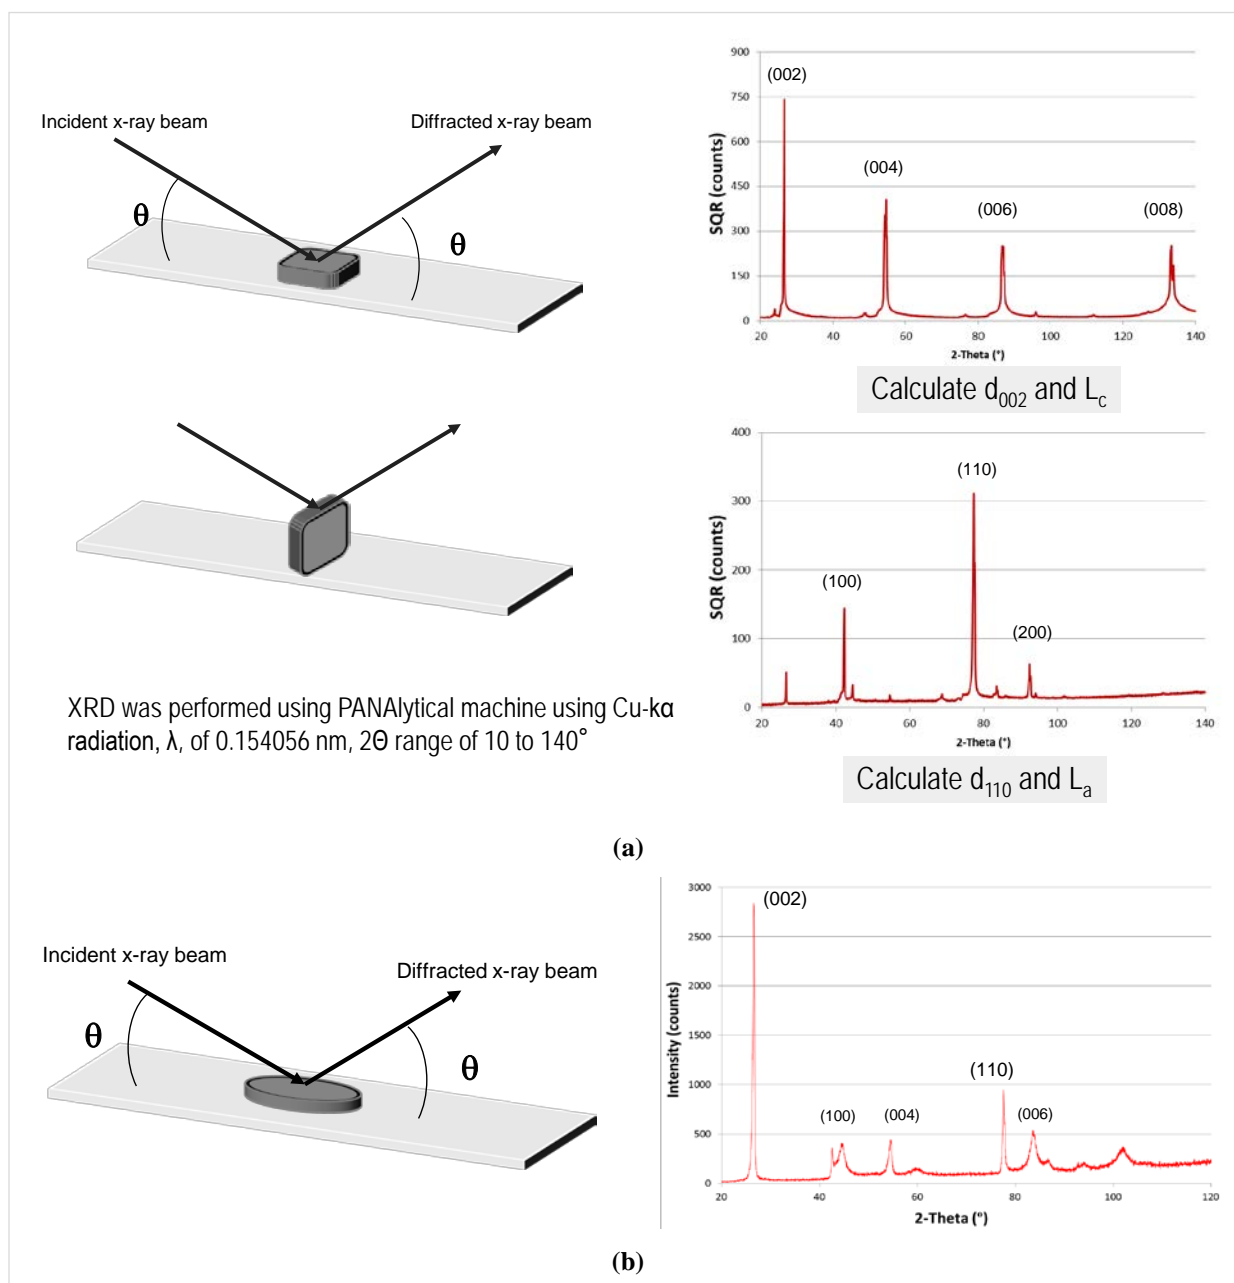 Incident x-ray beam
Diffracted x-ray beam
θ
θ
SQR (counts)
900
750
600
450
300
150
0
(002)
(004)
(006)
(008)
20 40 60 80 100 120 140
2-Theta (°)
Calculate d002 and Lc
SQR (counts)
400
300
200
100
0
(110)
(100)
(200)
20 40 60 80 100 120 140
2-Theta (°)
Calculate d110 and La
XRD was performed using PANAlytical machine using Cu-kα
radiation, λ, of 0.154056 nm, 2Θ range of 10 to 140°
(a)
Incident x-ray beam
Diffracted x-ray beam
θ
θ
Intensity (counts)
3000
2500
2000
1500
1000
500
0
(002)
(100)
(004)
(110)
(006)
20 40 60 80 100 120
2-Theta (°)
(b)